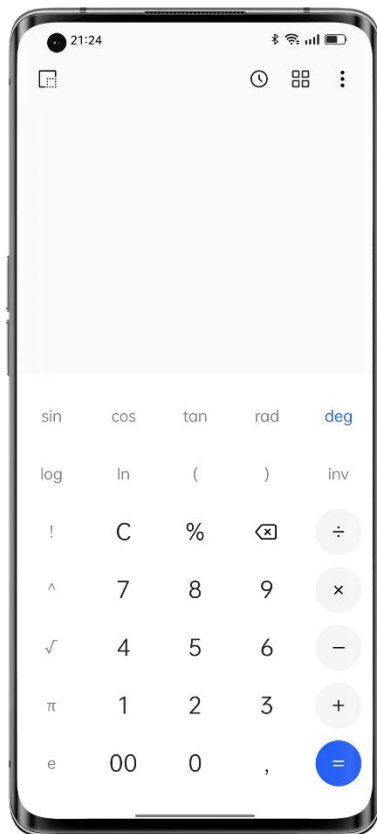 21:24
sin cos tan rad deg
log ln ( ) inv
! C % ÷
^ 7 8 9 ×
√ 4 5 6 −
π 1 2 3 +
e 00 0 , =